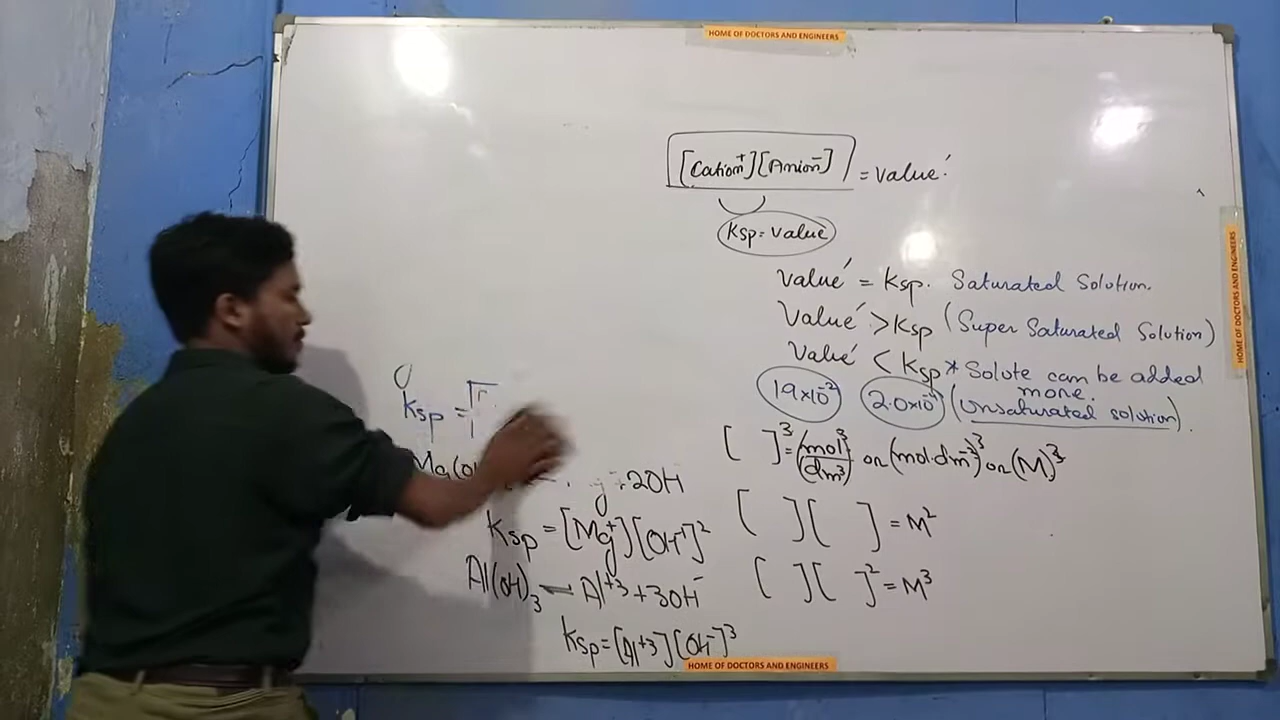 HOME OF DOCTORS AND ENGINEERS
[Cation⁺][Anion⁻] = Value′
Ksp = Value
Value′ = Ksp. Saturated Solution.
Value′ > Ksp (Super Saturated Solution)
Value′ < Ksp * Solute can be added more.
19×10⁻² 2.0×10 (Unsaturated solution).
[ ]³ = (mol/dm³)³ or (mol·dm⁻³)³ or (M)³
[ ][ ] = M²
[ ][ ]² = M³
Ksp =
Mg(OH + 2OH
Ksp = [Mg⁺][OH⁻¹]²
Al(OH)₃ — Al⁺³ + 3OH⁻
Ksp = [Al⁺³][OH⁻]³
HOME OF DOCTORS AND ENGINEERS
HOME OF DOCTORS AND ENGINEERS